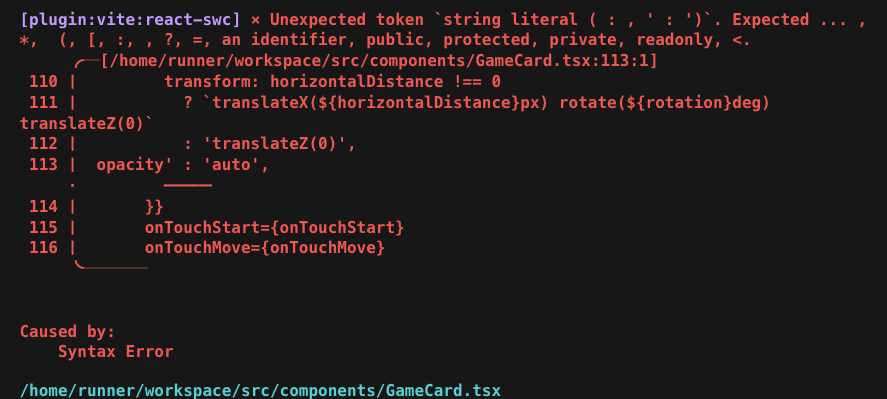 [plugin:vite:react-swc] × Unexpected token `string literal ( : , ' : ')`. Expected ... ,
*,  (, [, :, , ?, =, an identifier, public, protected, private, readonly, <.
╭─[/home/runner/workspace/src/components/GameCard.tsx:113:1]
110 │         transform: horizontalDistance !== 0
111 │           ? `translateX(${horizontalDistance}px) rotate(${rotation}deg)
translateZ(0)`
112 │           : 'translateZ(0)',
113 │  opacity' : 'auto',
·         ─────
114 │       }}
115 │       onTouchStart={onTouchStart}
116 │       onTouchMove={onTouchMove}
╰────
Caused by:
Syntax Error
/home/runner/workspace/src/components/GameCard.tsx